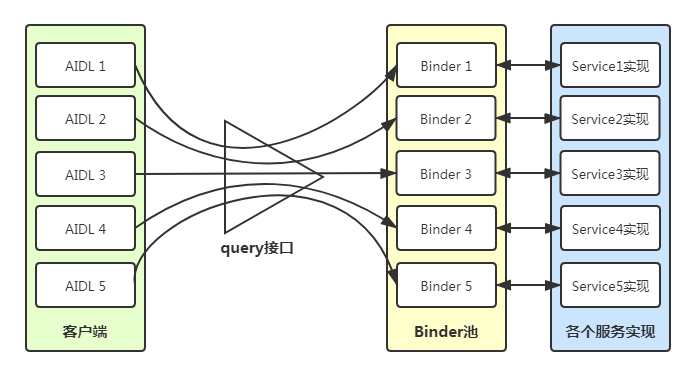 AIDL 1
AIDL 2
AIDL 3
AIDL 4
AIDL 5
客户端
query接口
Binder 1
Binder 2
Binder 3
Binder 4
Binder 5
Binder池
Service1实现
Service2实现
Service3实现
Service4实现
Service5实现
各个服务实现